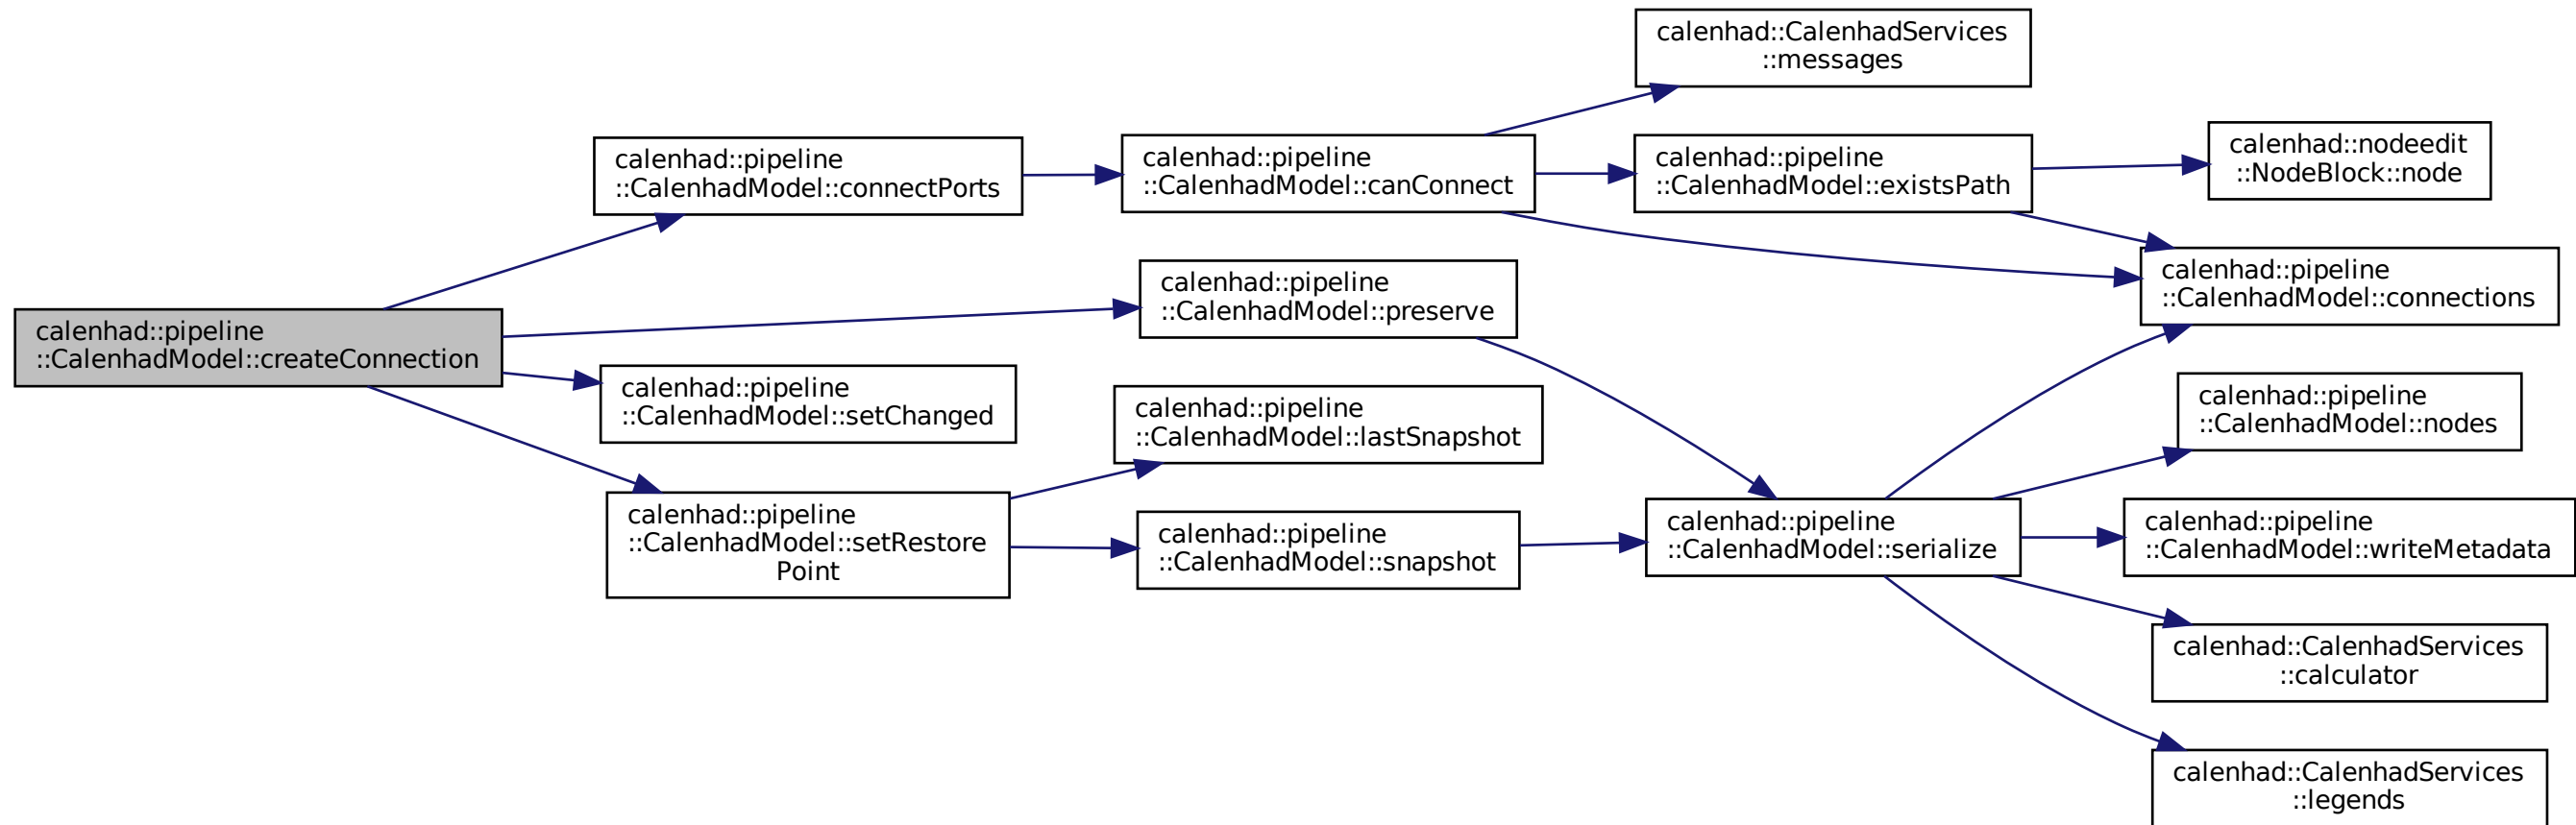 calenhad::pipeline
::CalenhadModel::createConnection
calenhad::pipeline
::CalenhadModel::connectPorts
calenhad::pipeline
::CalenhadModel::setChanged
calenhad::pipeline
::CalenhadModel::setRestore
Point
calenhad::pipeline
::CalenhadModel::canConnect
calenhad::pipeline
::CalenhadModel::preserve
calenhad::pipeline
::CalenhadModel::lastSnapshot
calenhad::pipeline
::CalenhadModel::snapshot
calenhad::CalenhadServices
::messages
calenhad::pipeline
::CalenhadModel::existsPath
calenhad::pipeline
::CalenhadModel::serialize
calenhad::nodeedit
::NodeBlock::node
calenhad::pipeline
::CalenhadModel::connections
calenhad::pipeline
::CalenhadModel::nodes
calenhad::pipeline
::CalenhadModel::writeMetadata
calenhad::CalenhadServices
::calculator
calenhad::CalenhadServices
::legends